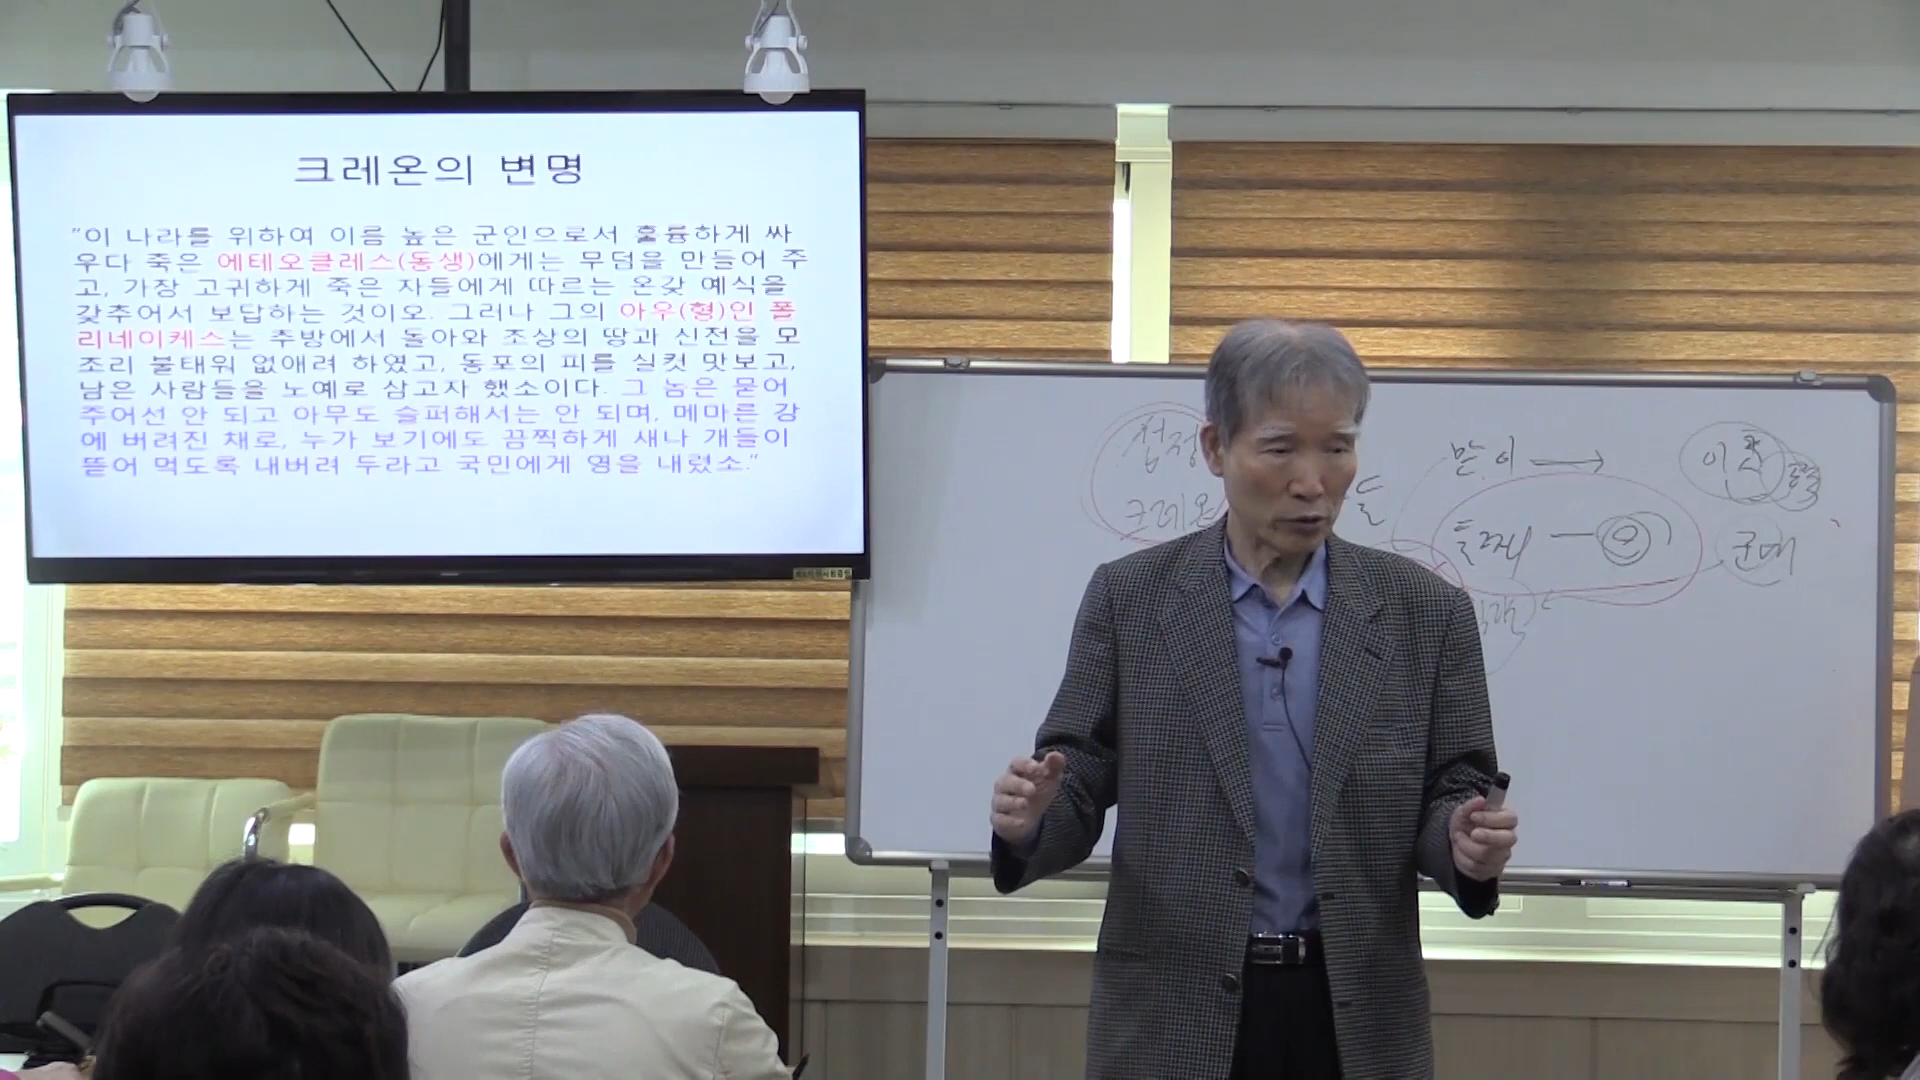 크레온의 변명
"이 나라를 위하여 이름 높은 군인으로서 훌륭하게 싸
우다 죽은 에테오클레스(동생)에게는 무덤을 만들어 주
고, 가장 고귀하게 죽은 자들에게 따르는 온갖 예식을
갖추어서 보답하는 것이오. 그러나 그의 아우(형)인 폴
리네이케스는 추방에서 돌아와 조상의 땅과 신전을 모
조리 불태워 없애려 하였고, 동포의 피를 실컷 맛보고,
남은 사람들을 노예로 삼고자 했소이다. 그 놈은 묻어
주어선 안 되고 아무도 슬퍼해서는 안 되며, 메마른 강
에 버려진 채로, 누가 보기에도 끔찍하게 새나 개들이
뜯어 먹도록 내버려 두라고 국민에게 영을 내렸소."
섭정
크레온
들
맏이
이웃
둘째
왕
군대